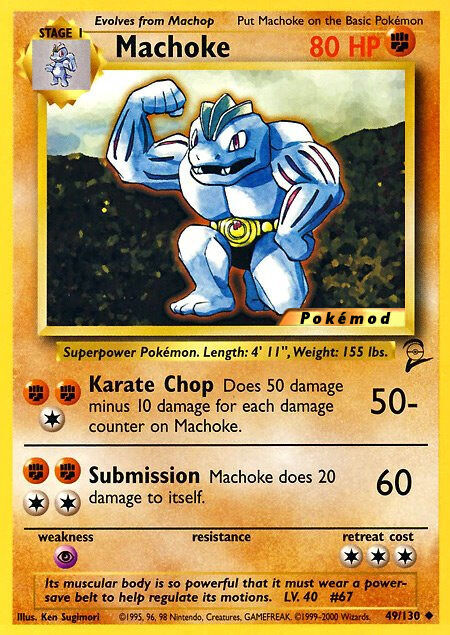 Evolves from Machop Put Machoke on the Basic Pokémon
STAGE 1 Machoke 80 HP
Pokémod
Superpower Pokémon. Length: 4' 11", Weight: 155 lbs.
Karate Chop Does 50 damage
minus 10 damage for each damage
counter on Machoke.
50-
Submission Machoke does 20
damage to itself.
60
weakness resistance retreat cost
Its muscular body is so powerful that it must wear a power-
save belt to help regulate its motions. LV. 40 #67
Illus. Ken Sugimori ©1995, 96, 98 Nintendo, Creatures, GAMEFREAK. ©1999-2000 Wizards. 49/130